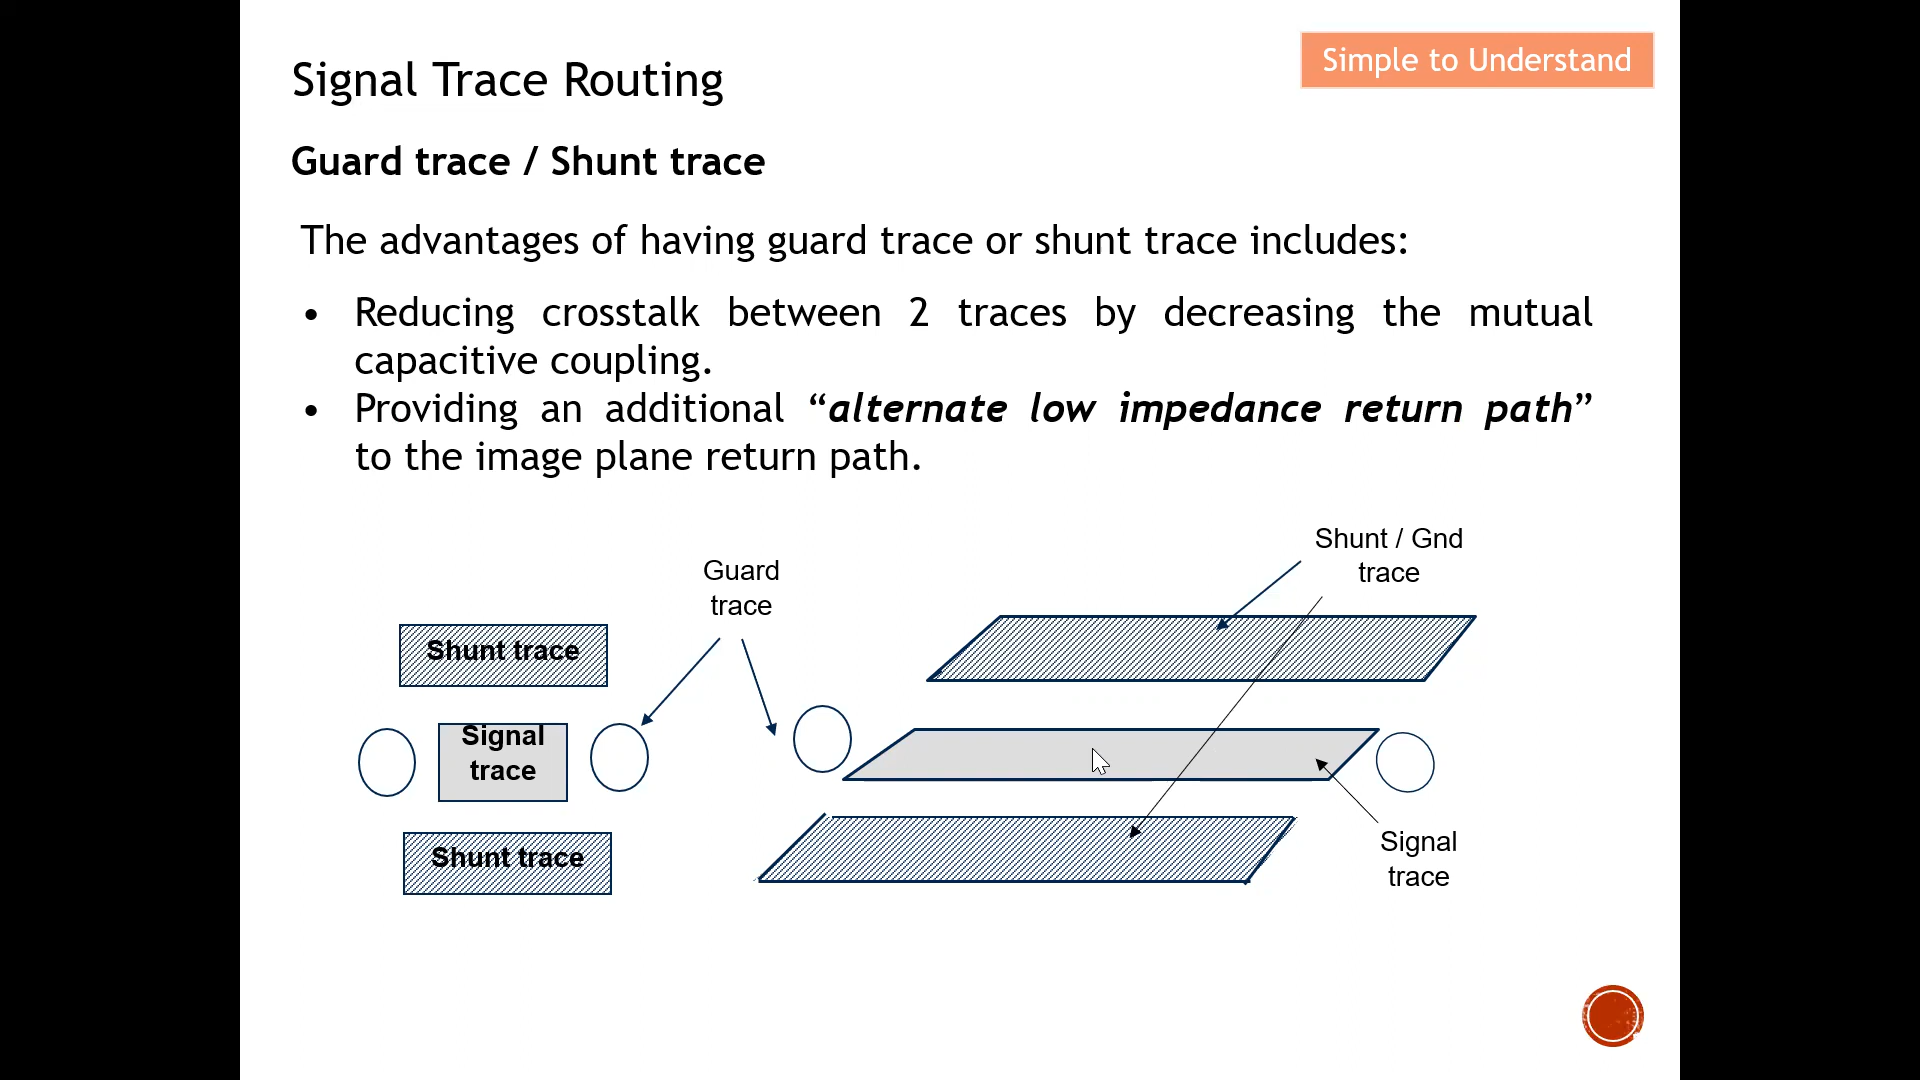 Simple to Understand
Signal Trace Routing
Guard trace / Shunt trace
The advantages of having guard trace or shunt trace includes:
• Reducing crosstalk between 2 traces by decreasing the mutual
capacitive coupling.
• Providing an additional “alternate low impedance return path”
to the image plane return path.
Guard
trace
Shunt / Gnd
trace
Shunt trace
Signal
trace
Shunt trace
Signal
trace